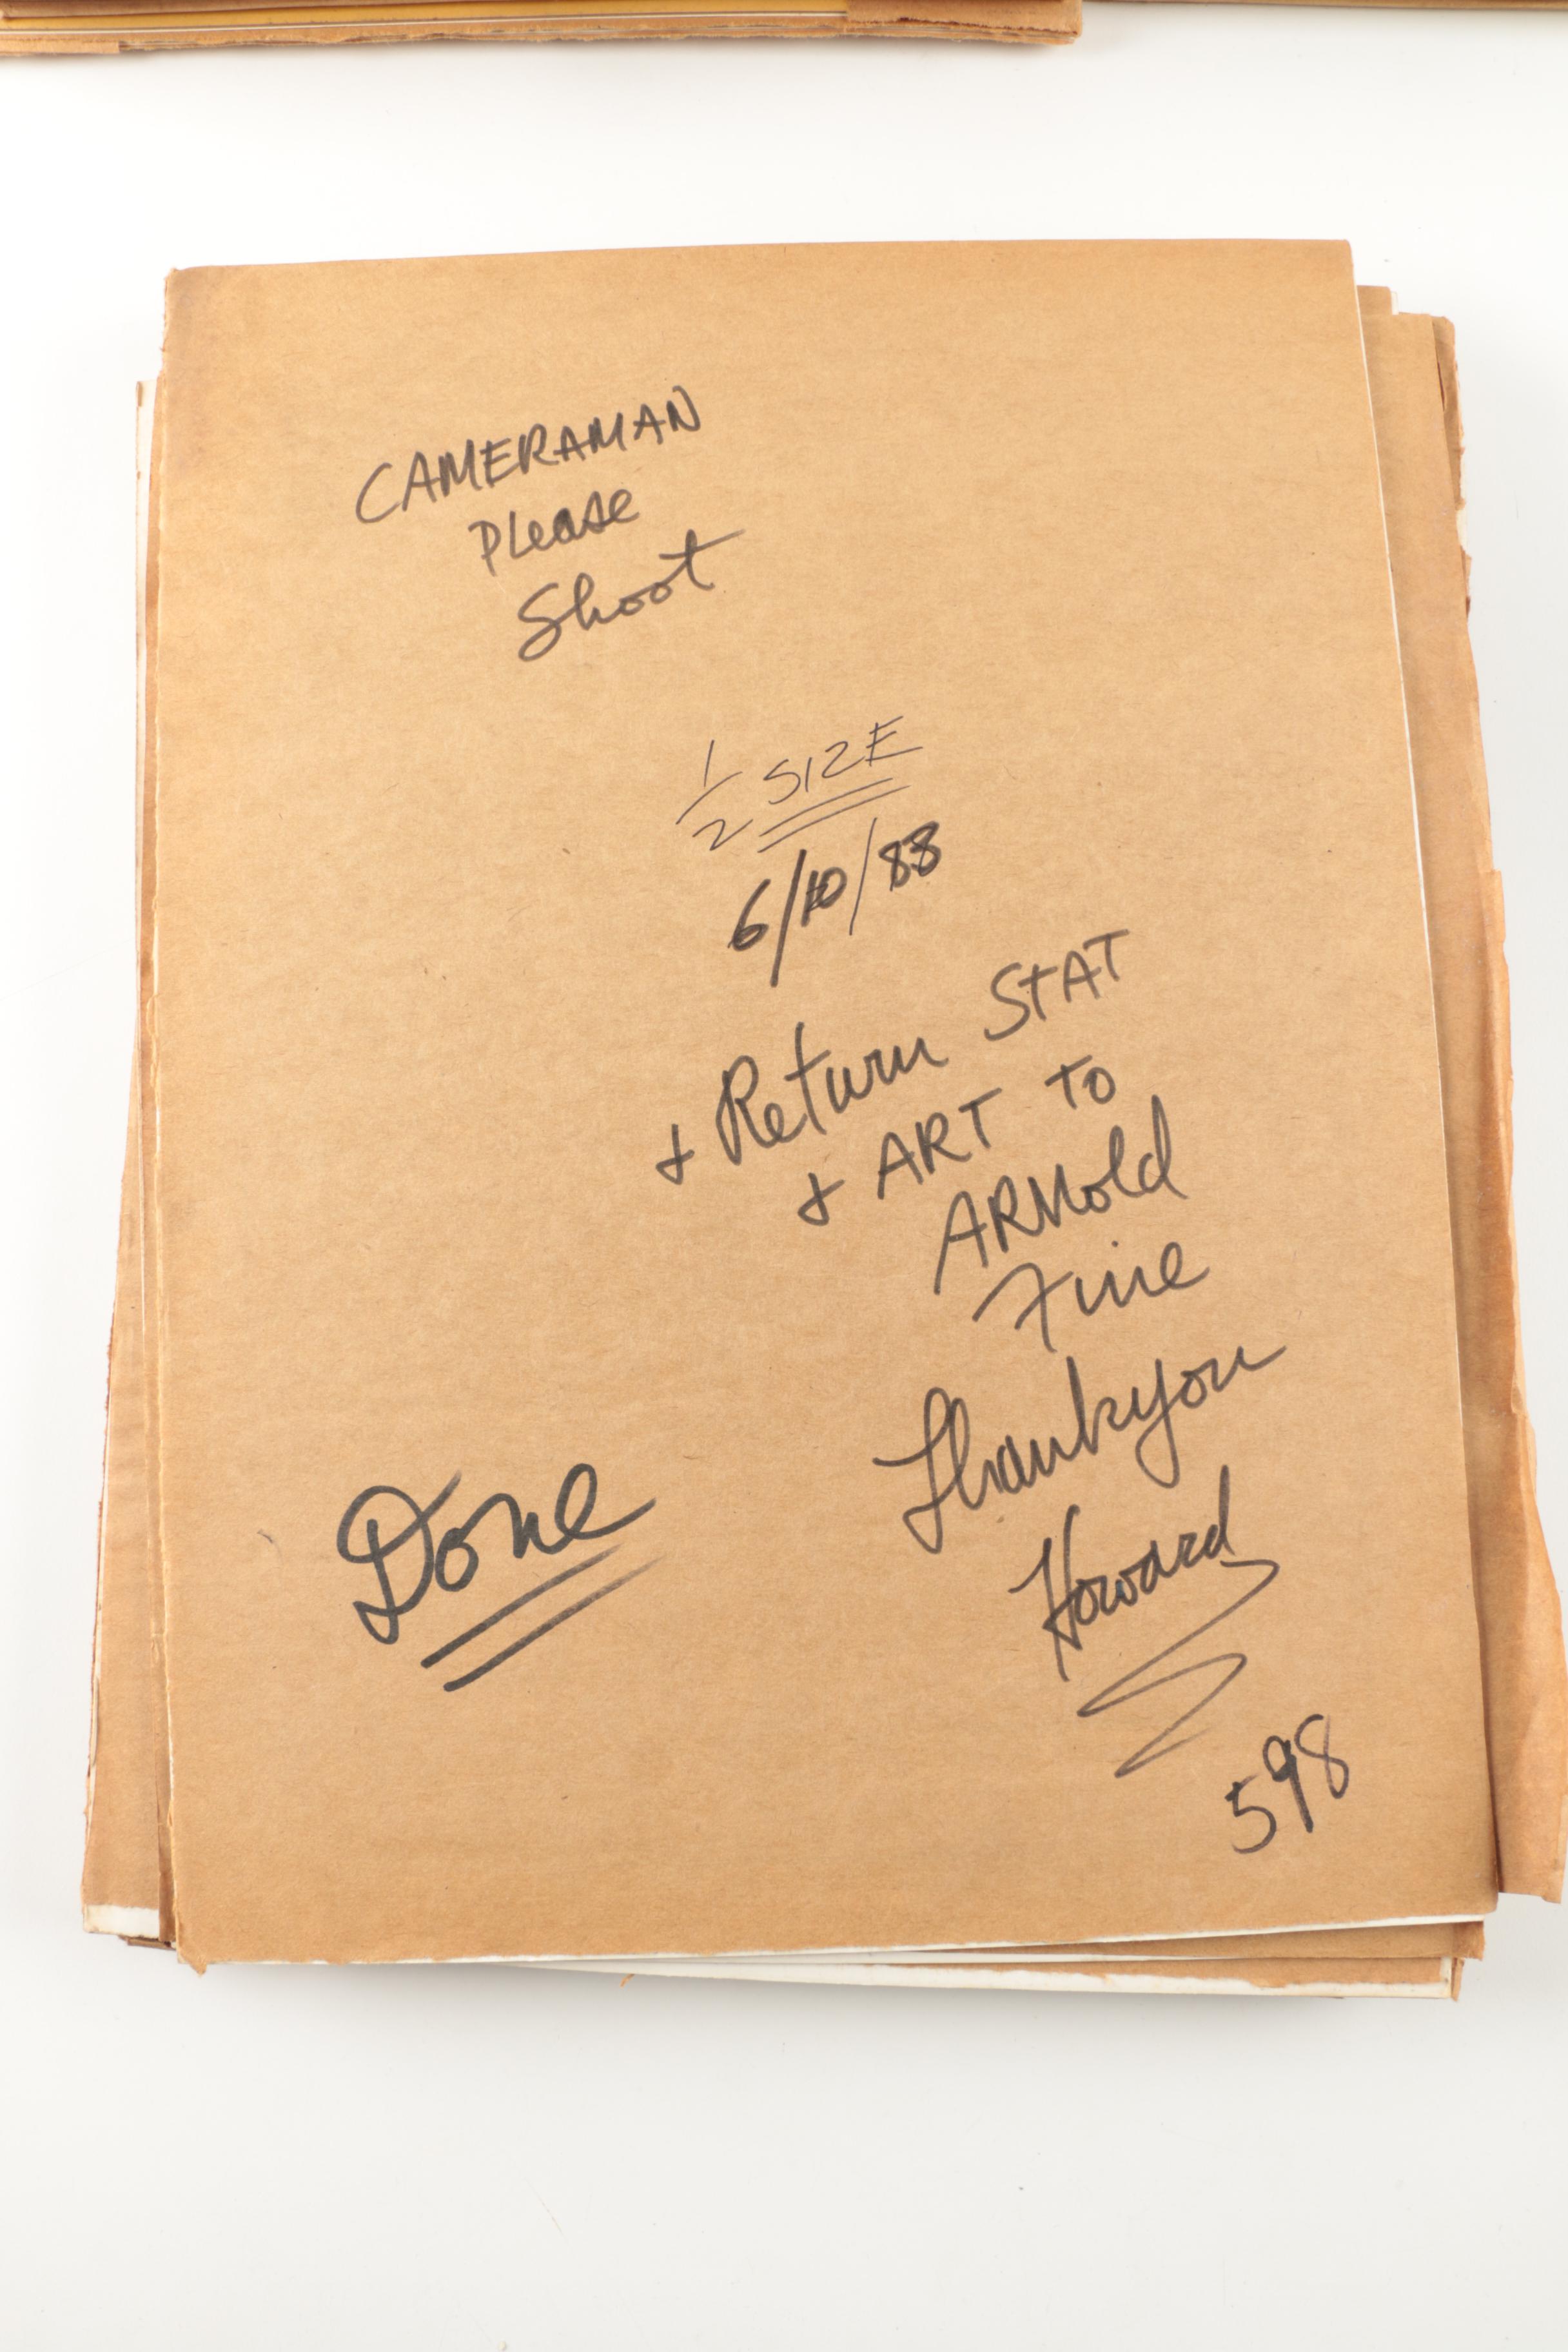 CAMERAMAN
Please
Shoot
1/2 SIZE
6/10/88
+ Return STAT
+ ART TO
ARNold
Fine
Thankyou
Howard
Done
598